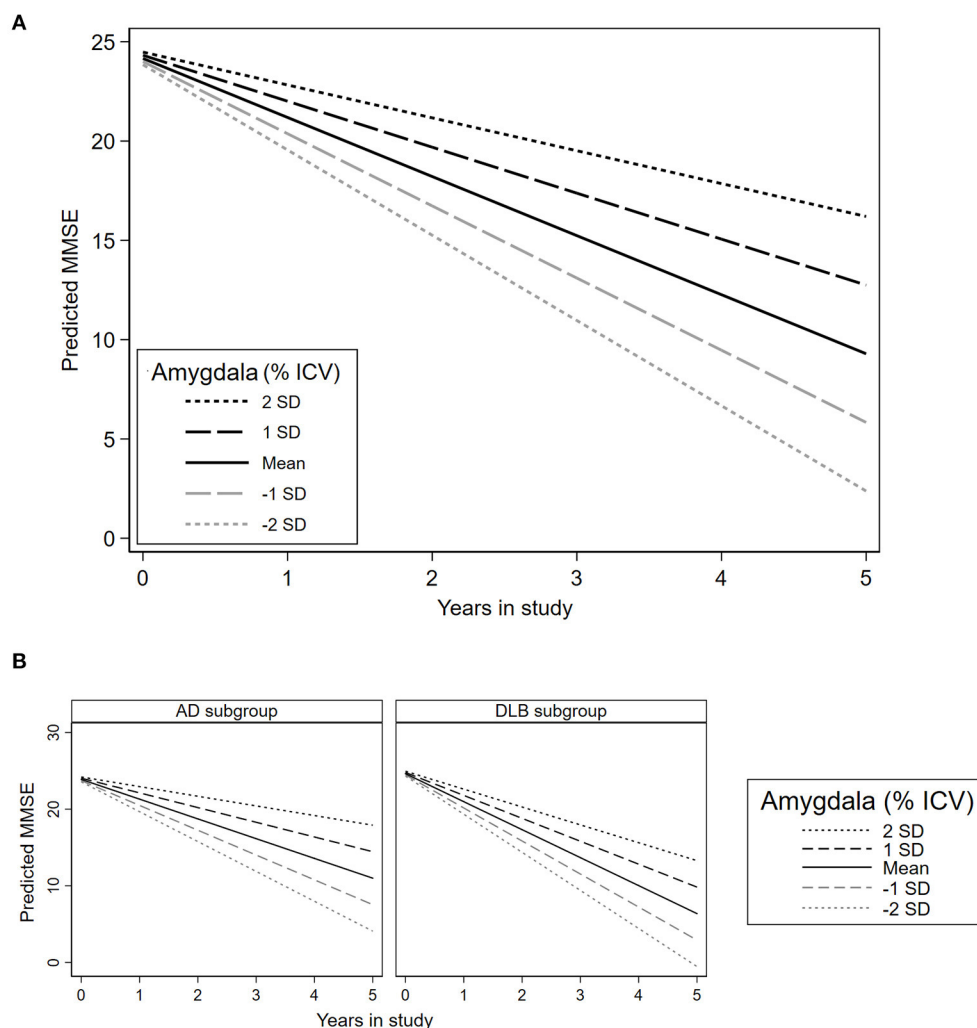 A
25
20
15
10
5
0
Predicted MMSE
Amygdala (% ICV)
2 SD
1 SD
Mean
-1 SD
-2 SD
0 1 2 3 4 5
Years in study
B
AD subgroup DLB subgroup
30
20
10
0
Predicted MMSE
0 1 2 3 4 5 0 1 2 3 4 5
Years in study
Amygdala (% ICV)
2 SD
1 SD
Mean
-1 SD
-2 SD